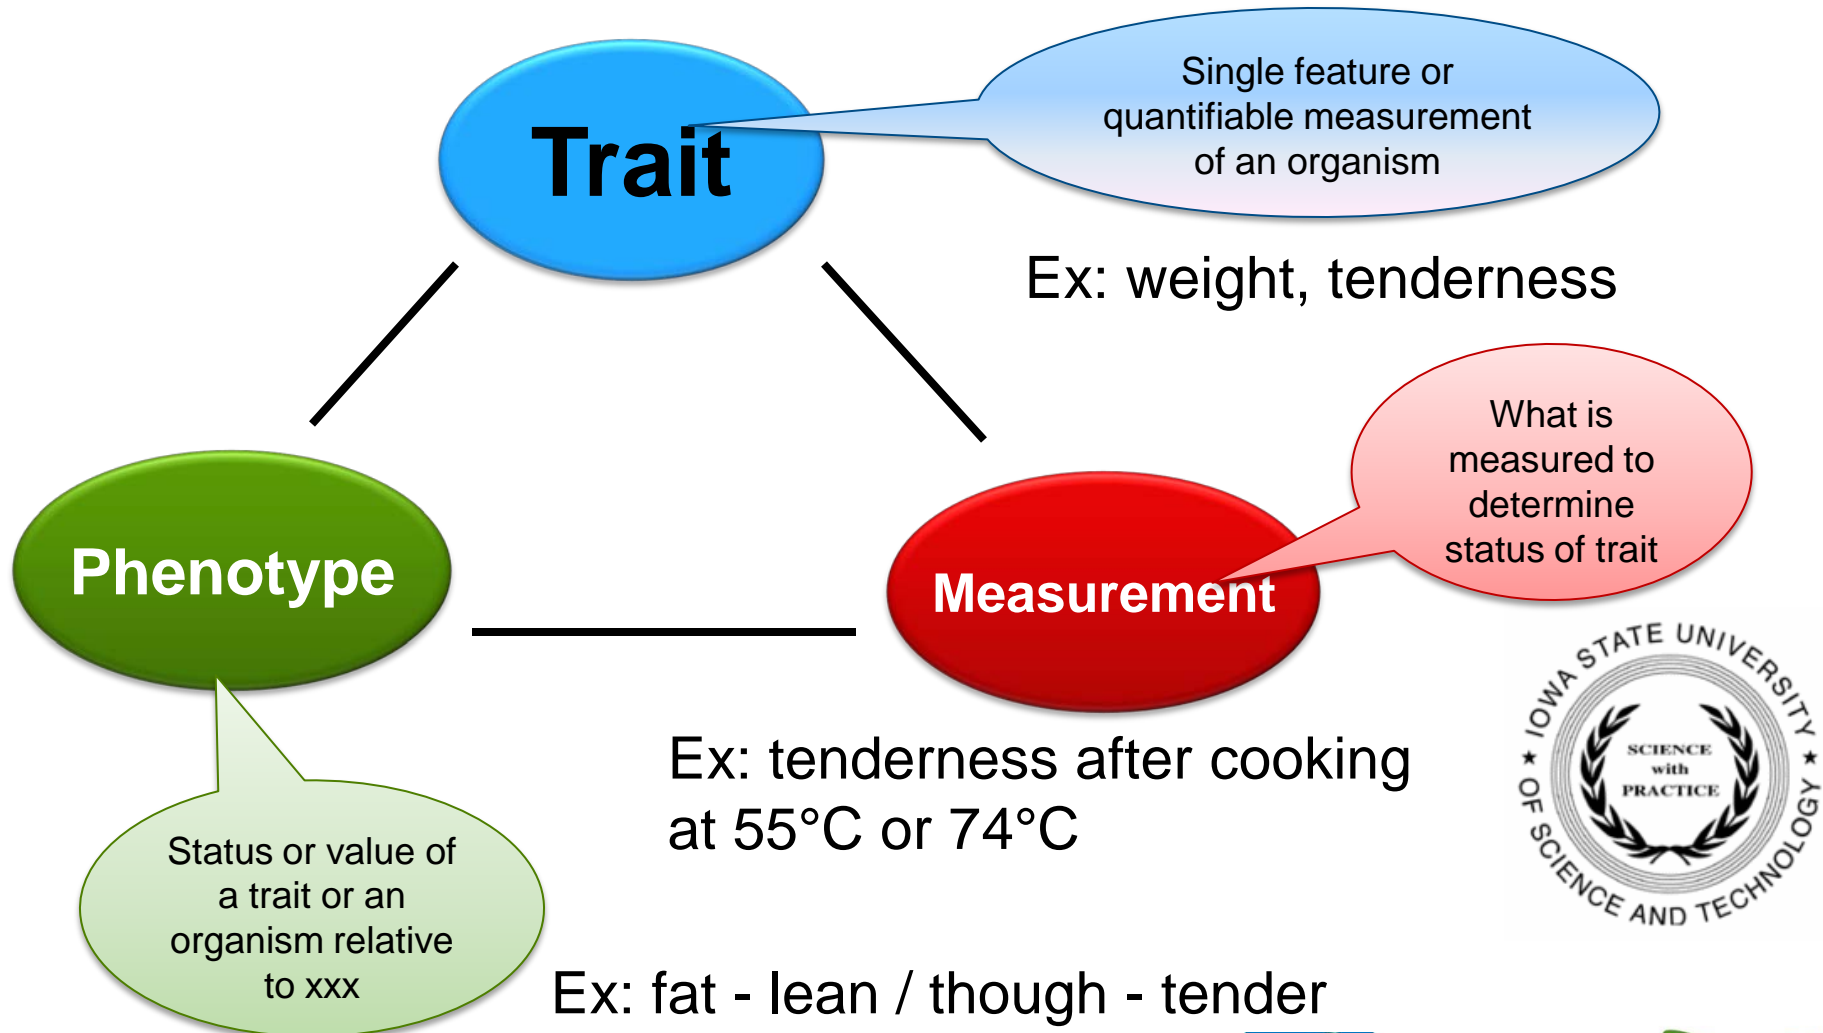 Trait
Single feature or
quantifiable measurement
of an organism
Ex: weight, tenderness
Phenotype
Measurement
What is
measured to
determine
status of trait
Ex: tenderness after cooking
at 55°C or 74°C
Status or value of
a trait or an
organism relative
to xxx
Ex: fat - lean / though - tender
IOWA STATE UNIVERSITY
OF SCIENCE AND TECHNOLOGY
SCIENCE
with
PRACTICE